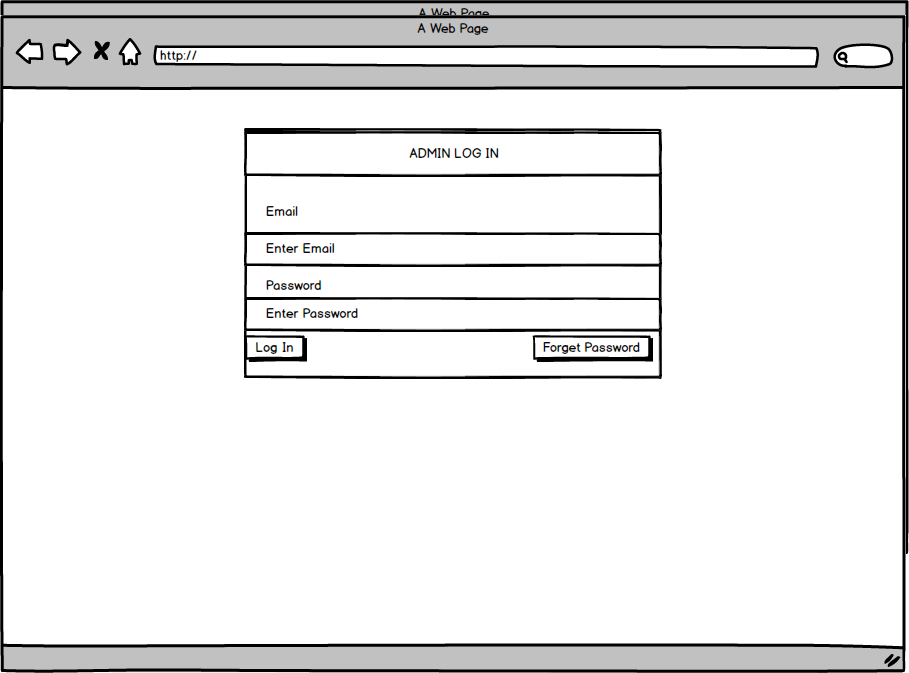 A Web Page
A Web Page
http://
ADMIN LOG IN
Email
Enter Email
Password
Enter Password
Log In
Forget Password